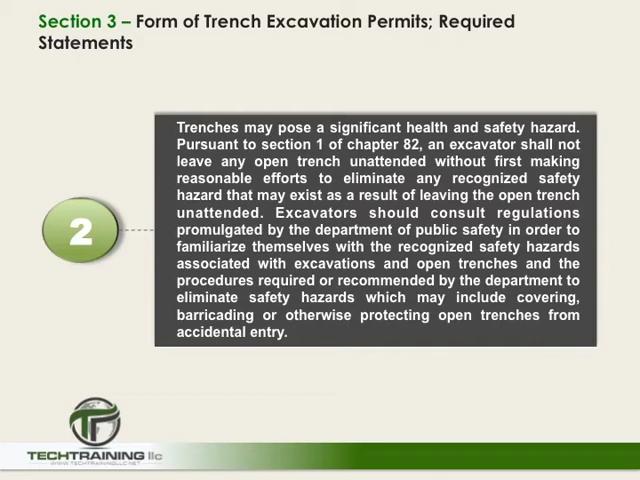 Section 3 – Form of Trench Excavation Permits; Required
Statements
Trenches may pose a significant health and safety hazard.
Pursuant to section 1 of chapter 82, an excavator shall not
leave any open trench unattended without first making
reasonable efforts to eliminate any recognized safety
hazard that may exist as a result of leaving the open trench
unattended. Excavators should consult regulations
promulgated by the department of public safety in order to
familiarize themselves with the recognized safety hazards
associated with excavations and open trenches and the
procedures required or recommended by the department to
eliminate safety hazards which may include covering,
barricading or otherwise protecting open trenches from
accidental entry.
2
TECHTRAINING llc
WWW.TECHTRAININGLLC.NET